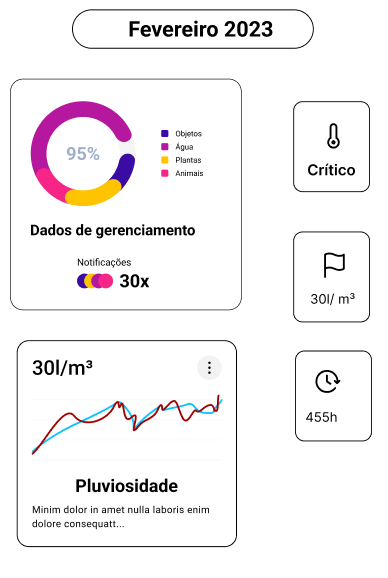 Fevereiro 2023
95%
Objetos
Água
Plantas
Animais
Dados de gerenciamento
Notificações
30x
Crítico
30l/ m³
455h
30l/m³
Pluviosidade
Minim dolor in amet nulla laboris enim
dolore consequatt...